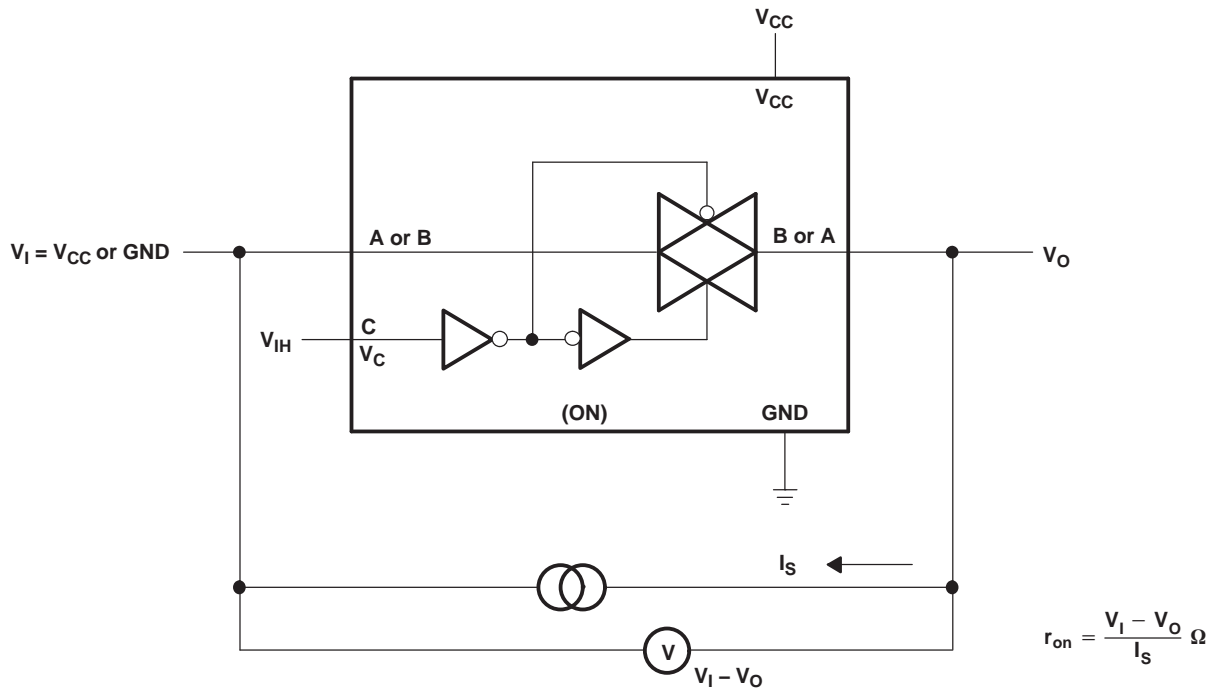 VCC
VCC
VI = VCC or GND
A or B
B or A
VO
VIH
C
VC
(ON)
GND
IS
V
VI – VO
ron = VI – VO / IS Ω